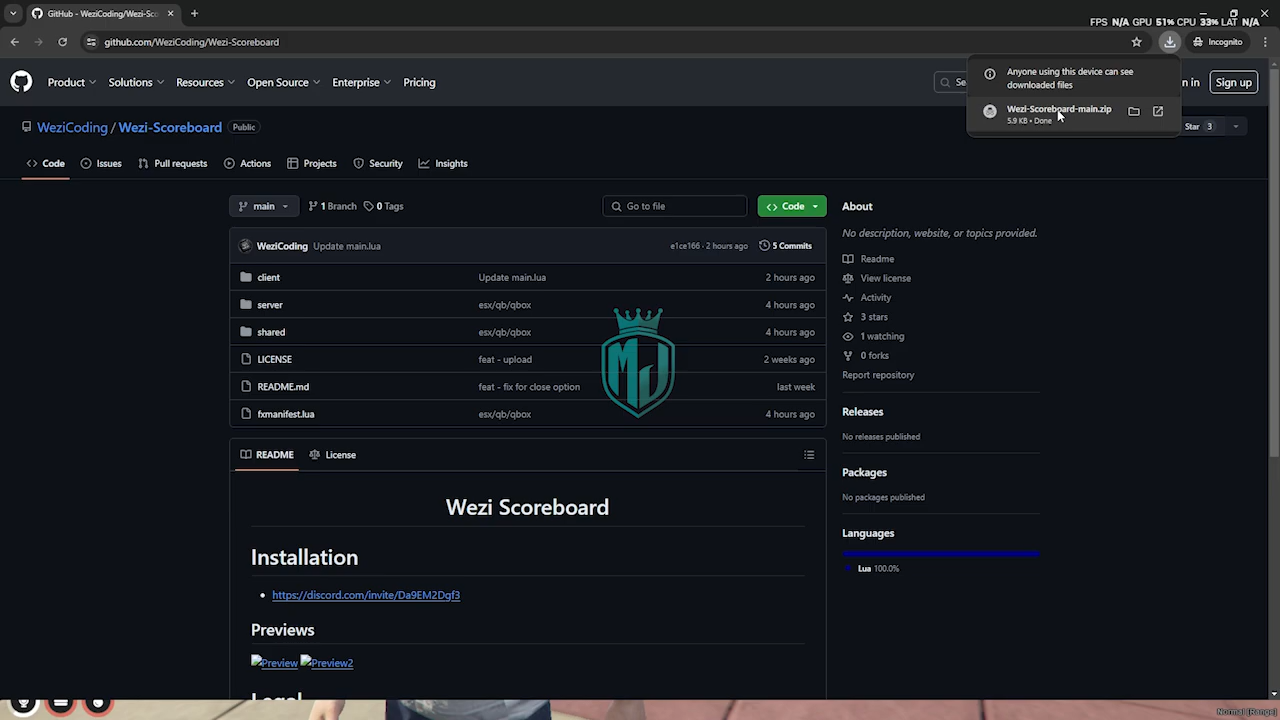 GitHub - WeziCoding/Wezi-Sco
FPS N/A GPU 51% CPU 33% LAT N/A
github.com/WeziCoding/Wezi-Scoreboard
Incognito
Anyone using this device can see
downloaded files
Wezi-Scoreboard-main.zip
5.9 KB • Done
Product
Solutions
Resources
Open Source
Enterprise
Pricing
Se
n in
Sign up
WeziCoding / Wezi-Scoreboard
Public
Star 3
Code
Issues
Pull requests
Actions
Projects
Security
Insights
main
1 Branch
0 Tags
Go to file
Code
About
No description, website, or topics provided.
WeziCoding Update main.lua
e1ce166 · 2 hours ago
5 Commits
client Update main.lua 2 hours ago
server esx/qb/qbox 4 hours ago
shared esx/qb/qbox 4 hours ago
LICENSE feat - upload 2 weeks ago
README.md feat - fix for close option last week
fxmanifest.lua esx/qb/qbox 4 hours ago
MJ
Readme
View license
Activity
3 stars
1 watching
0 forks
Report repository
Releases
No releases published
Packages
No packages published
Languages
Lua 100.0%
README
License
Wezi Scoreboard
Installation
https://discord.com/invite/Da9EM2Dgf3
Previews
Preview Preview2
Legal
Normal [Range]